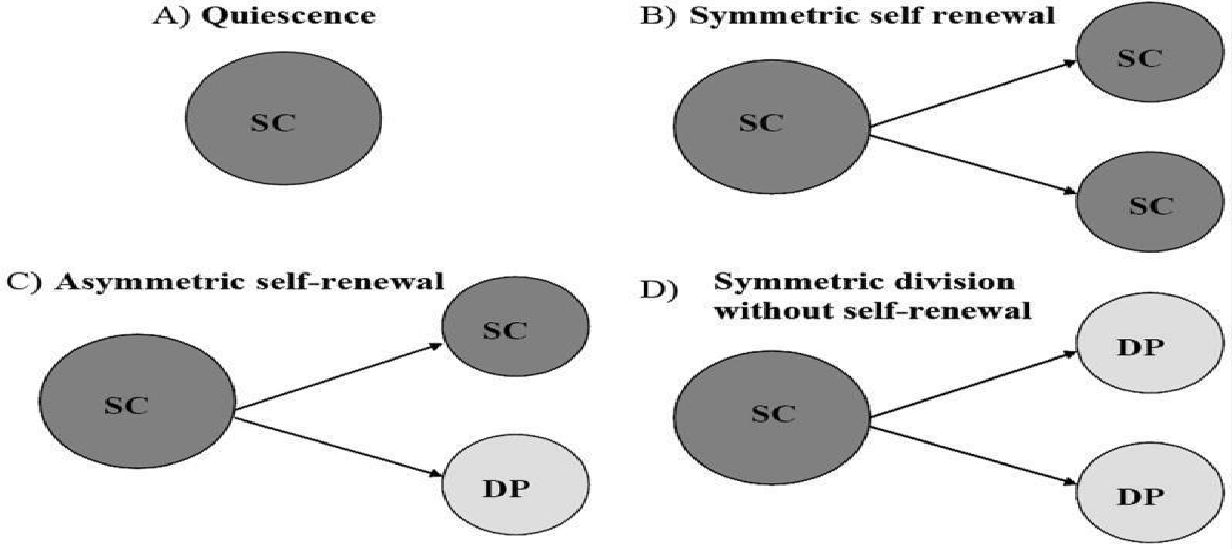 A) Quiescence
SC
B) Symmetric self renewal
SC
SC
SC
C) Asymmetric self-renewal
SC
SC
DP
D) Symmetric division
without self-renewal
SC
DP
DP